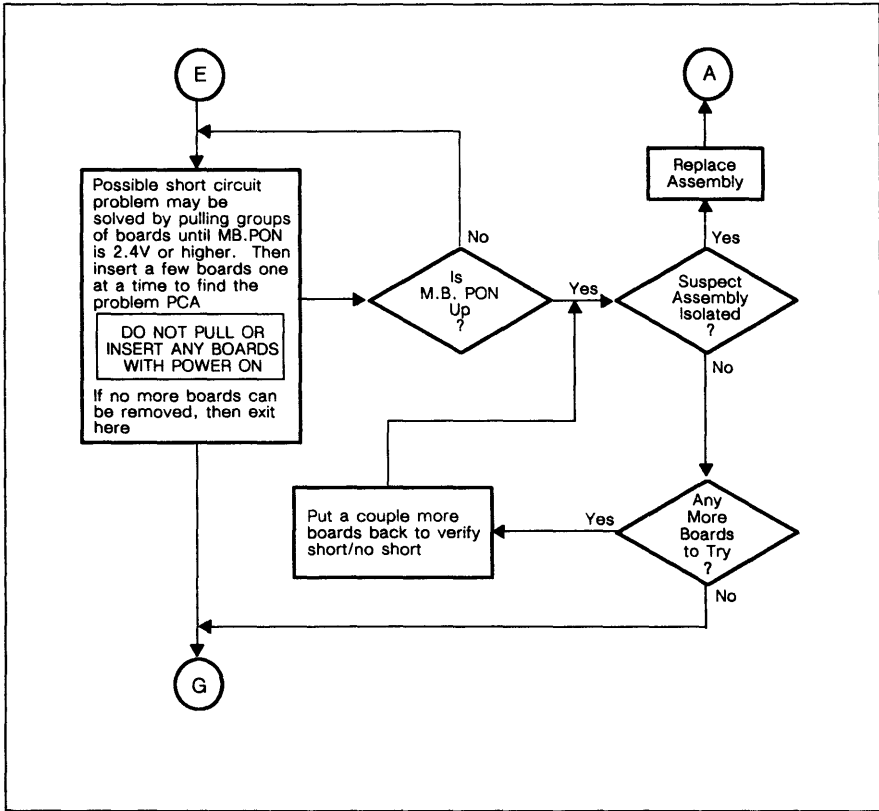 E
A
Replace
Assembly
Possible short circuit
problem may be
solved by pulling groups
of boards until MB.PON
is 2.4V or higher. Then
insert a few boards one
at a time to find the
problem PCA
DO NOT PULL OR
INSERT ANY BOARDS
WITH POWER ON
If no more boards can
be removed, then exit
here
No
Is
M.B. PON
Up
?
Yes
Yes
Suspect
Assembly
Isolated
?
No
Put a couple more
boards back to verify
short/no short
Yes
Any
More
Boards
to Try
?
No
G